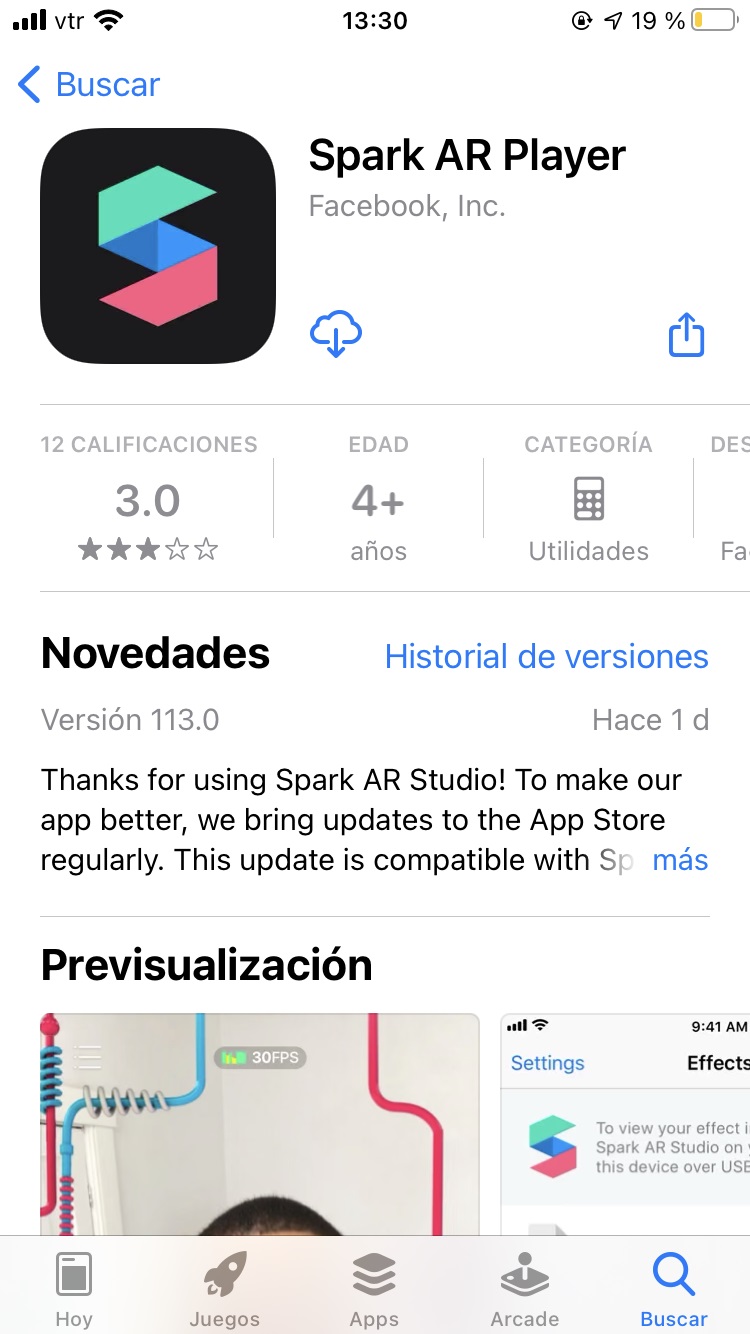 vtr 13:30 19 %
Buscar
Spark AR Player
Facebook, Inc.
12 CALIFICACIONES EDAD CATEGORÍA
3.0 4+
años Utilidades
Novedades Historial de versiones
Versión 113.0 Hace 1 d
Thanks for using Spark AR Studio! To make our
app better, we bring updates to the App Store
regularly. This update is compatible with Sp más
Previsualización
30FPS
9:41 AM
Settings Effects
To view your effect
Spark AR Studio on
this device over USB
Hoy Juegos Apps Arcade Buscar